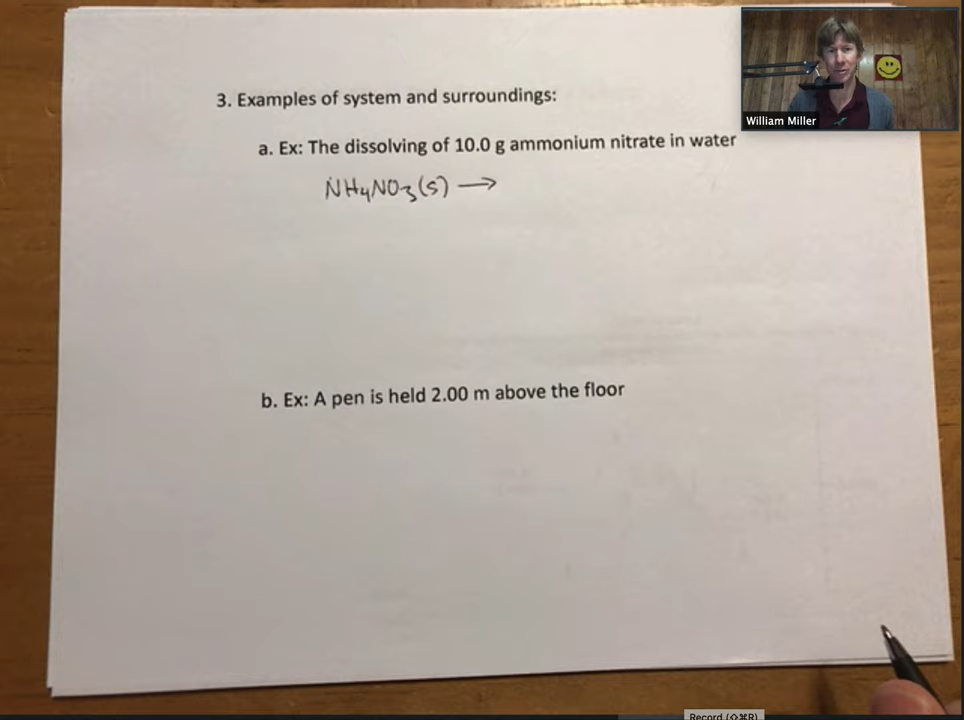 William Miller
3. Examples of system and surroundings:
a. Ex: The dissolving of 10.0 g ammonium nitrate in water
NH₄NO₃(s) →
b. Ex: A pen is held 2.00 m above the floor
Record (⇧⌘R)